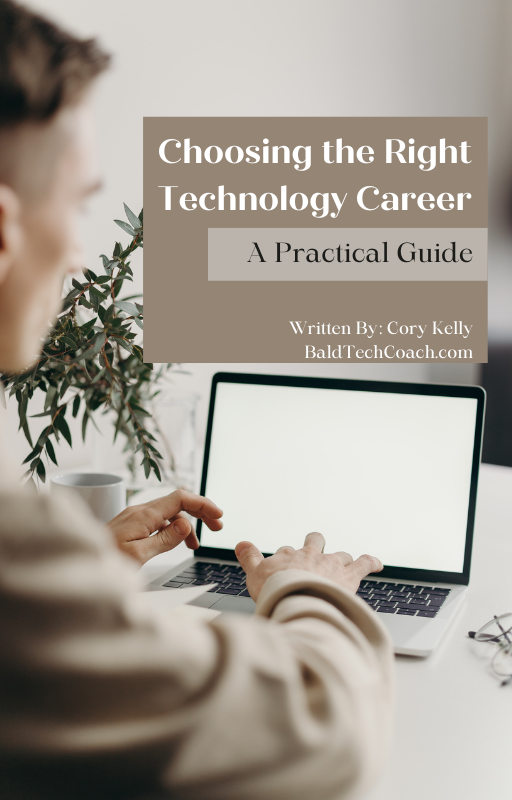 Choosing the Right
Technology Career
A Practical Guide
Written By: Cory Kelly
BaldTechCoach.com